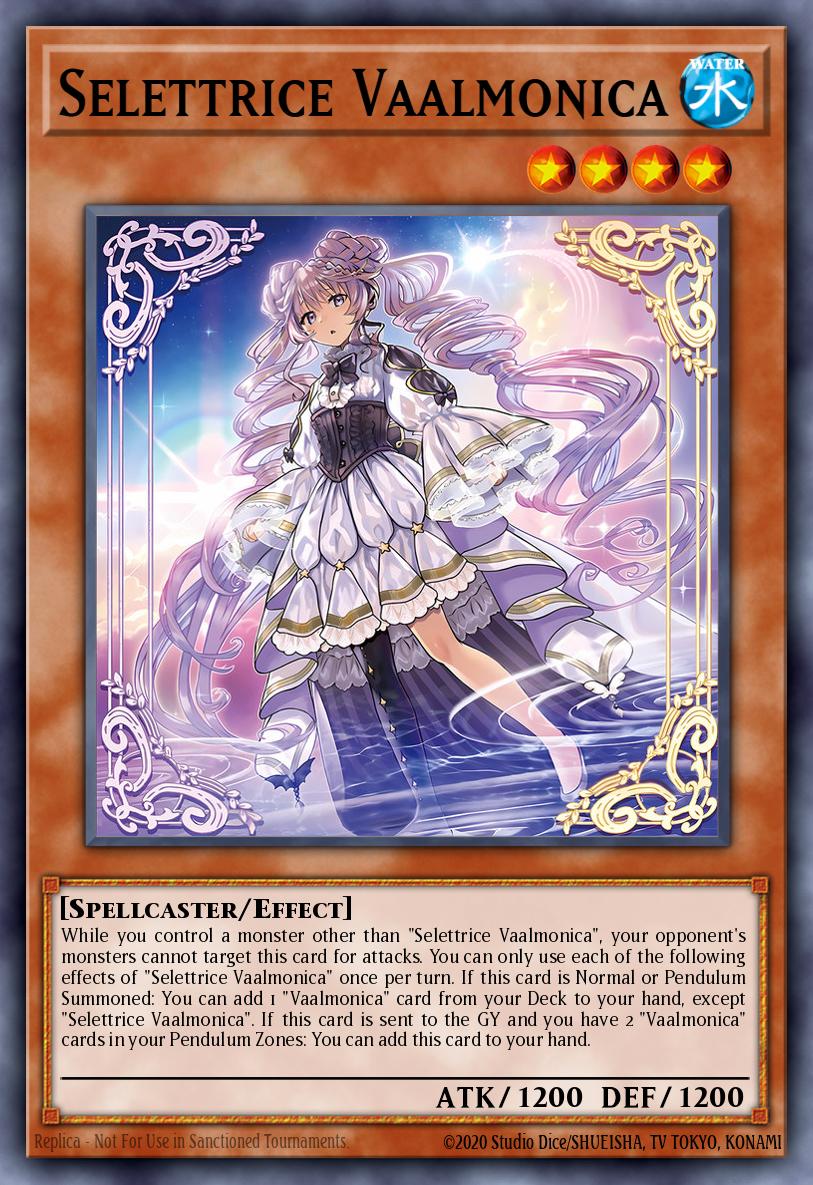 Selettrice Vaalmonica
WATER
水
[Spellcaster/Effect]
While you control a monster other than "Selettrice Vaalmonica", your opponent's
monsters cannot target this card for attacks. You can only use each of the following
effects of "Selettrice Vaalmonica" once per turn. If this card is Normal or Pendulum
Summoned: You can add 1 "Vaalmonica" card from your Deck to your hand, except
"Selettrice Vaalmonica". If this card is sent to the GY and you have 2 "Vaalmonica"
cards in your Pendulum Zones: You can add this card to your hand.
ATK/1200 DEF/1200
Replica - Not For Use in Sanctioned Tournaments.
©2020 Studio Dice/SHUEISHA, TV TOKYO, KONAMI